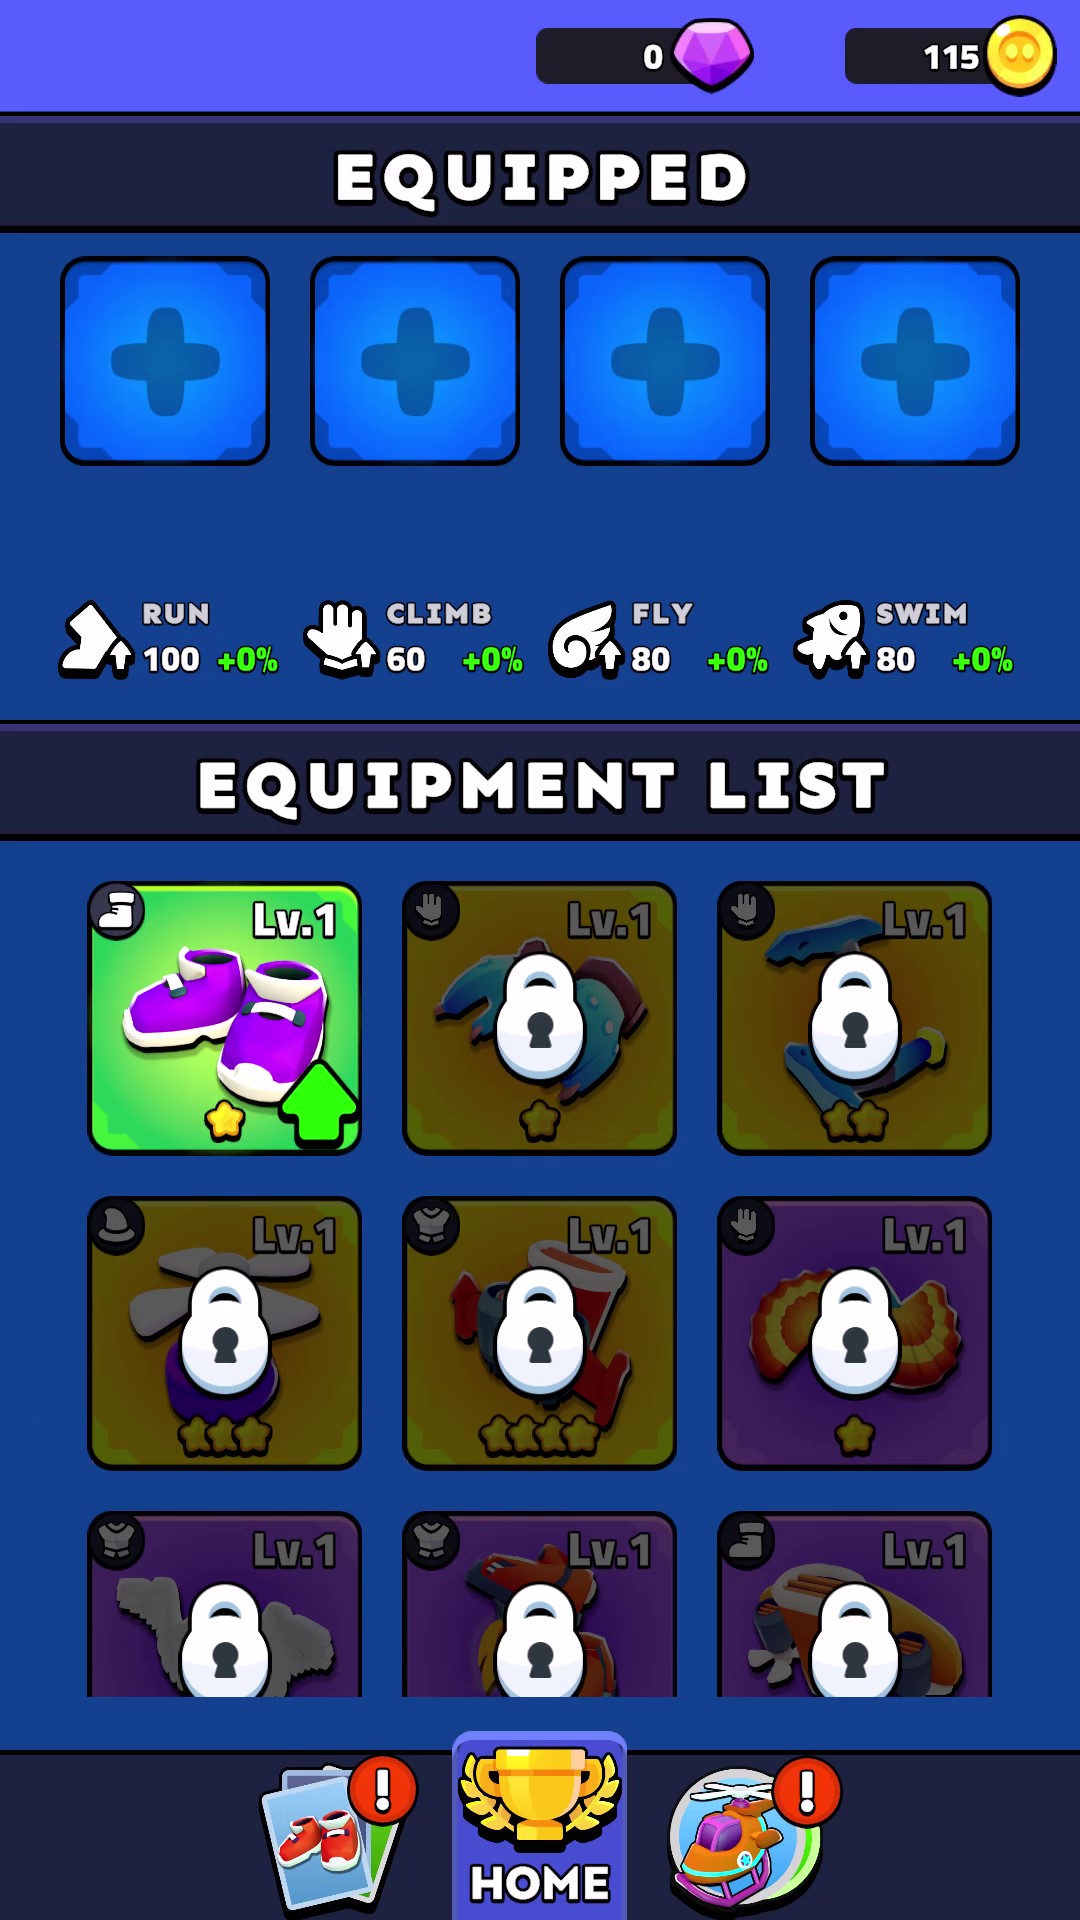 0 115
EQUIPPED
RUN CLIMB FLY SWIM
100 +0% 60 +0% 80 +0% 80 +0%
EQUIPMENT LIST
Lv.1 Lv.1 Lv.1
Lv.1 Lv.1 Lv.1
Lv.1 Lv.1 Lv.1
! !
HOME